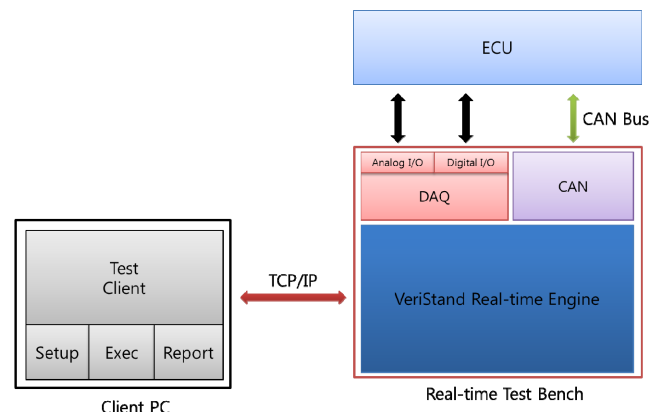 ECU
CAN Bus
Analog I/O
Digital I/O
DAQ
CAN
Test
Client
TCP/IP
VeriStand Real-time Engine
Setup
Exec
Report
Real-time Test Bench
Client PC